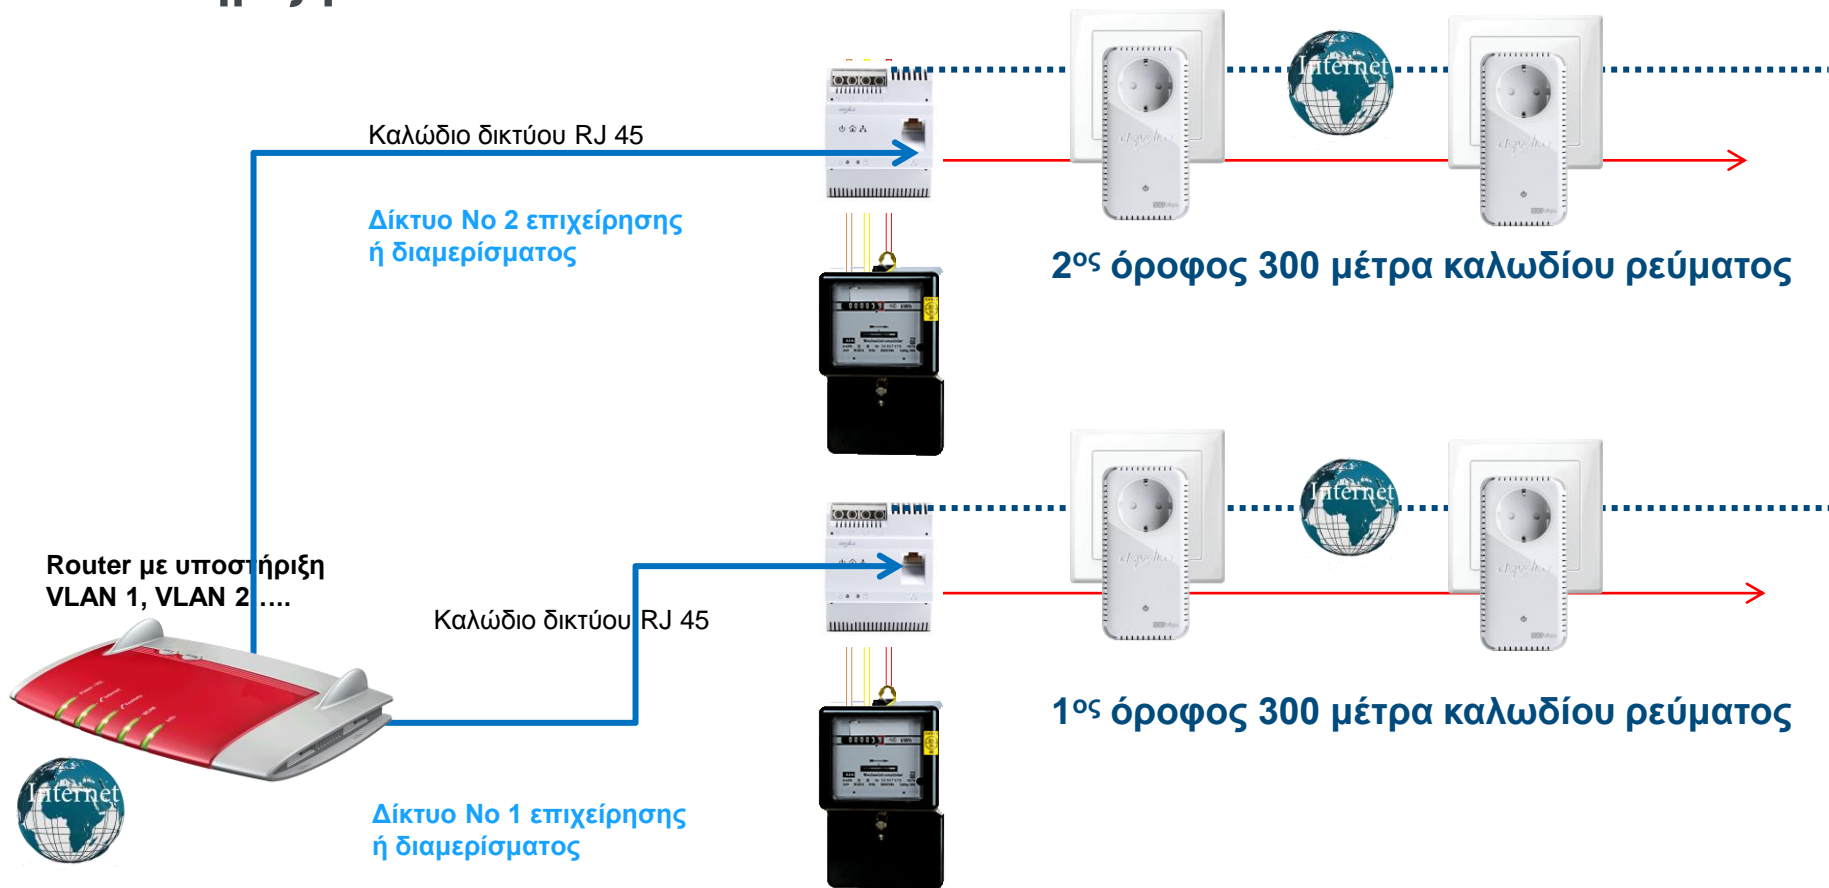 Καλώδιο δικτύου RJ 45
Δίκτυο Νο 2 επιχείρησης
ή διαμερίσματος
Internet
2ος όροφος 300 μέτρα καλωδίου ρεύματος
Router με υποστήριξη
VLAN 1, VLAN 2 ….
Καλώδιο δικτύου RJ 45
Internet
1ος όροφος 300 μέτρα καλωδίου ρεύματος
Internet
Δίκτυο Νο 1 επιχείρησης
ή διαμερίσματος